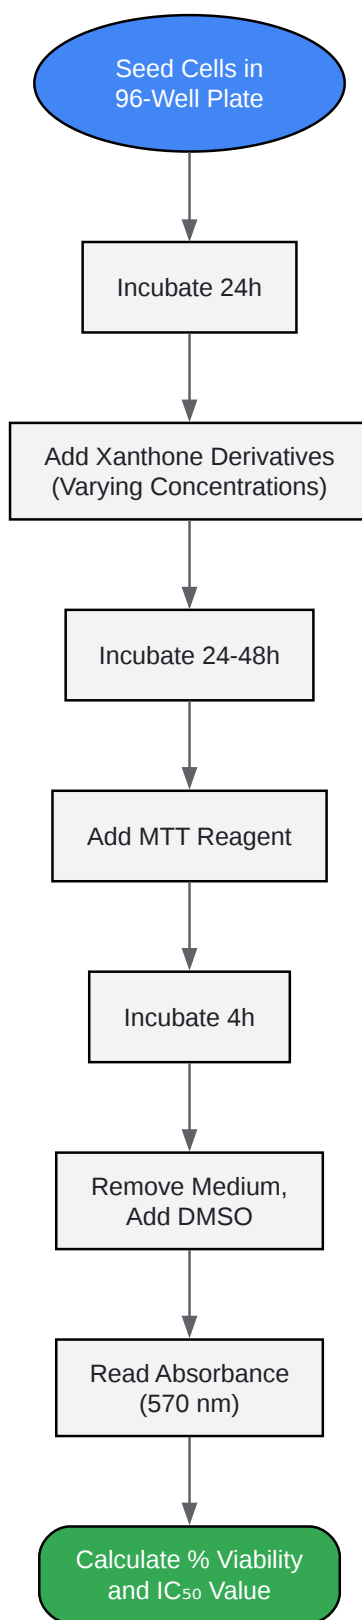 Seed Cells in
96-Well Plate
Incubate 24h
Add Xanthone Derivatives
(Varying Concentrations)
Incubate 24-48h
Add MTT Reagent
Incubate 4h
Remove Medium,
Add DMSO
Read Absorbance
(570 nm)
Calculate % Viability
and IC₅₀ Value